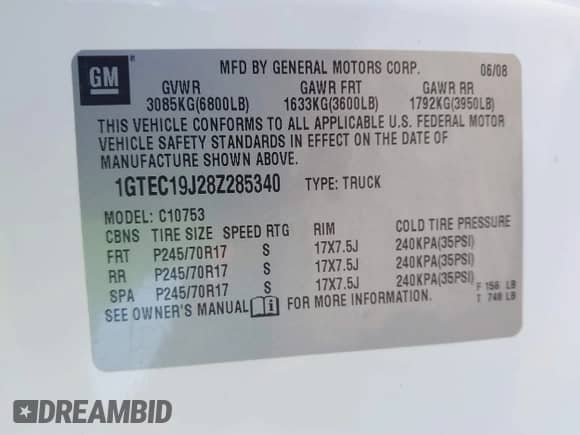 GM
MFD BY GENERAL MOTORS CORP. 06/08
GVWR GAWR FRT GAWR RR
3085KG(6800LB) 1633KG(3600LB) 1792KG(3950LB)
THIS VEHICLE CONFORMS TO ALL APPLICABLE U.S. FEDERAL MOTOR
VEHICLE SAFETY STANDARDS IN EFFECT ON THE DATE OF
MANUFACTURE SHOWN ABOVE.
1GTEC19J28Z285340 TYPE: TRUCK
MODEL: C10753
CBNS TIRE SIZE SPEED RTG RIM COLD TIRE PRESSURE
FRT P245/70R17 S 17X7.5J 240KPA(35PSI)
RR P245/70R17 S 17X7.5J 240KPA(35PSI)
SPA P245/70R17 S 17X7.5J 240KPA(35PSI)
SEE OWNER'S MANUAL FOR MORE INFORMATION.
F 156 LB
T 748 LB
DREAMBID